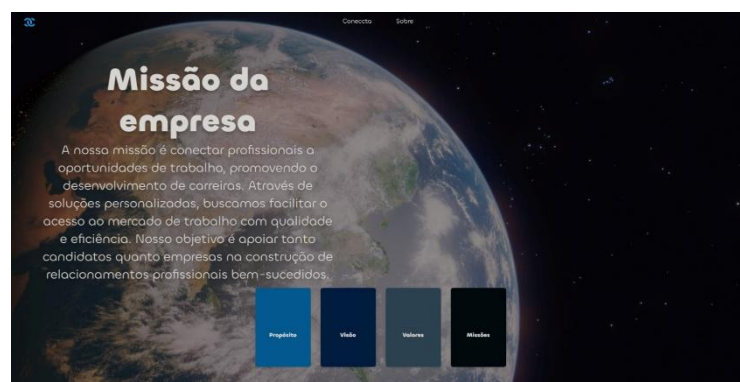 Coneccta Sobre
Missão da
empresa
A nossa missão é conectar profissionais a
oportunidades de trabalho, promovendo o
desenvolvimento de carreiras. Através de
soluções personalizadas, buscamos facilitar o
acesso ao mercado de trabalho com qualidade
e eficiência. Nosso objetivo é apoiar tanto
candidatos quanto empresas na construção de
relacionamentos profissionais bem-sucedidos.
Propósito Visão Valores Missões